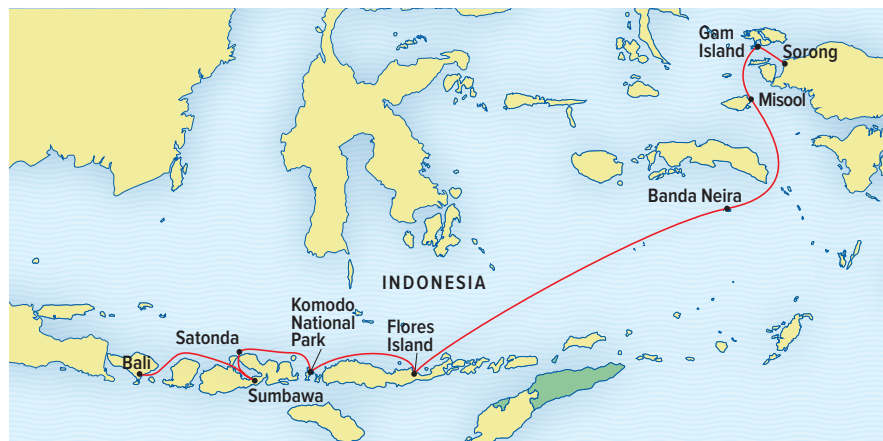 Gam
Island
Sorong
Misool
Banda Neira
INDONESIA
Komodo
National
Park
Flores
Island
Satonda
Bali
Sumbawa